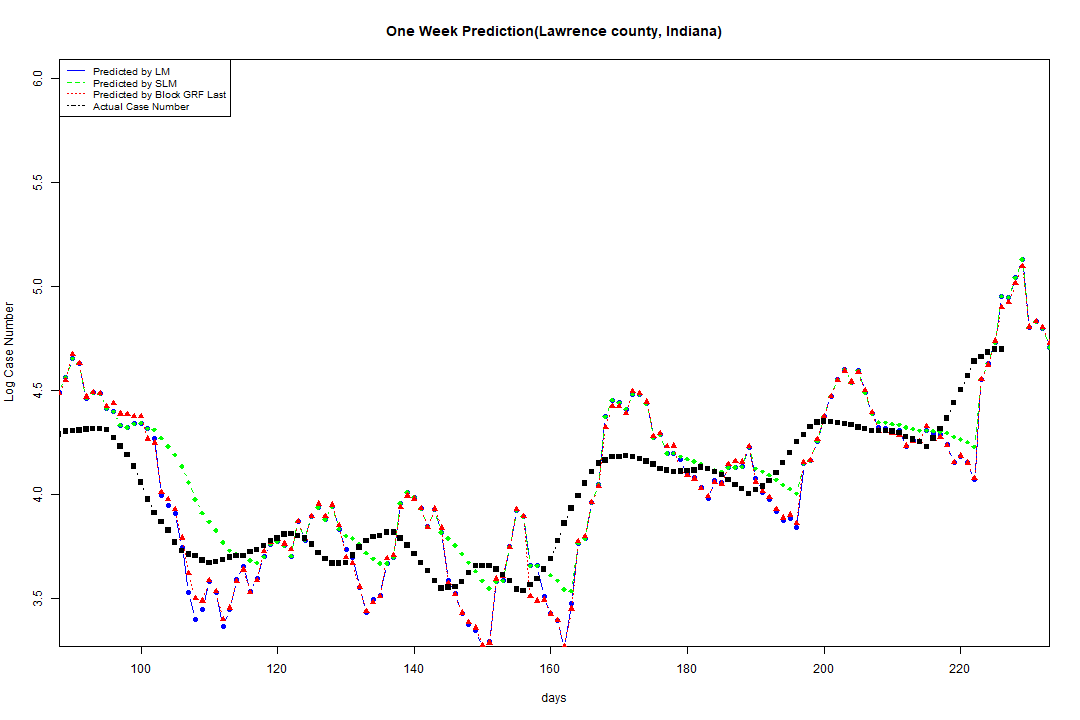 One Week Prediction(Lawrence county, Indiana)
Predicted by LM
Predicted by SLM
Predicted by Block GRF Last
Actual Case Number
Log Case Number
6.0
5.5
5.0
4.5
4.0
3.5
100 120 140 160 180 200 220
days